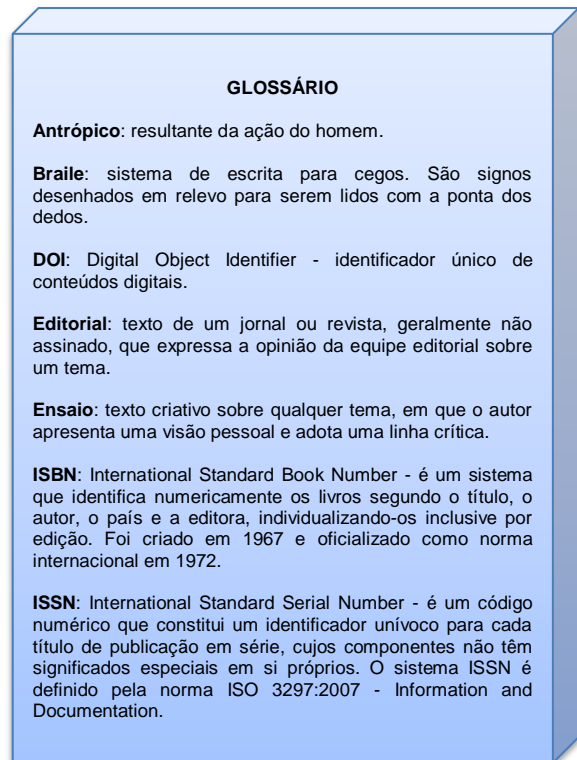 GLOSSÁRIO
Antrópico: resultante da ação do homem.
Braile: sistema de escrita para cegos. São signos
desenhados em relevo para serem lidos com a ponta dos
dedos.
DOI: Digital Object Identifier - identificador único de
conteúdos digitais.
Editorial: texto de um jornal ou revista, geralmente não
assinado, que expressa a opinião da equipe editorial sobre
um tema.
Ensaio: texto criativo sobre qualquer tema, em que o autor
apresenta uma visão pessoal e adota uma linha crítica.
ISBN: International Standard Book Number - é um sistema
que identifica numericamente os livros segundo o título, o
autor, o país e a editora, individualizando-os inclusive por
edição. Foi criado em 1967 e oficializado como norma
internacional em 1972.
ISSN: International Standard Serial Number - é um código
numérico que constitui um identificador unívoco para cada
título de publicação em série, cujos componentes não têm
significados especiais em si próprios. O sistema ISSN é
definido pela norma ISO 3297:2007 - Information and
Documentation.